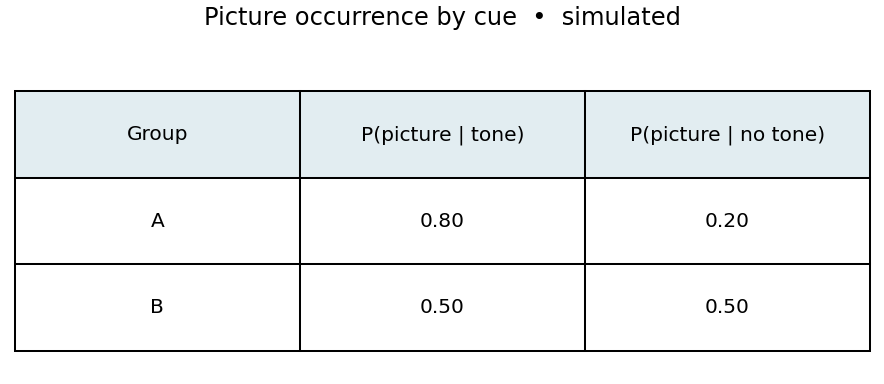 Picture occurrence by cue • simulated
Group P(picture | tone) P(picture | no tone)
A 0.80 0.20
B 0.50 0.50